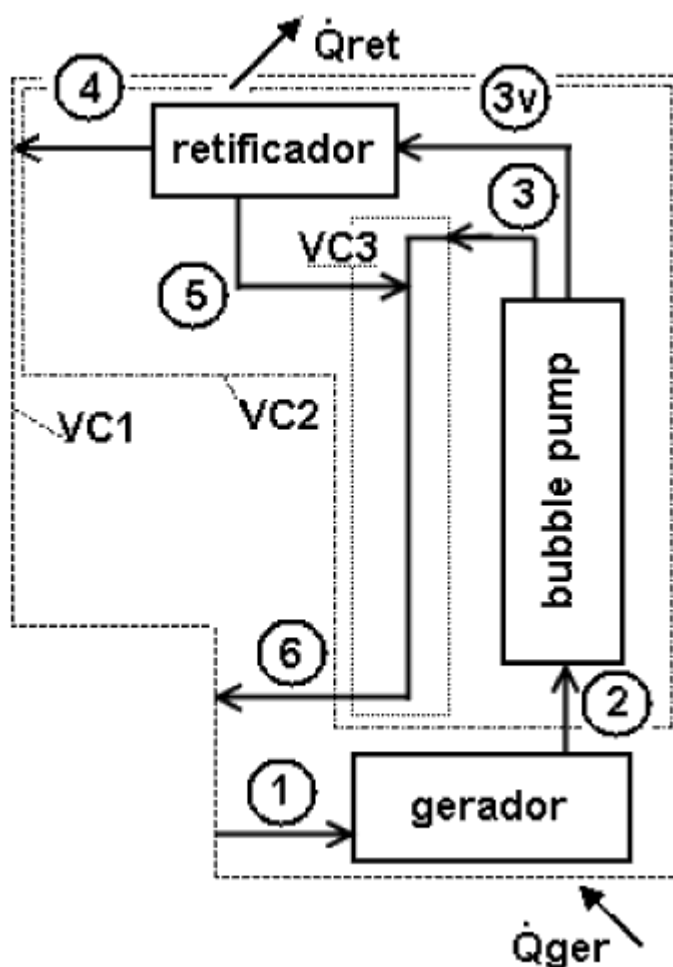 Q̇ret
4
3v
retificador
3
VC3
5
VC2
VC1
bubble pump
6
2
1
gerador
Q̇ger